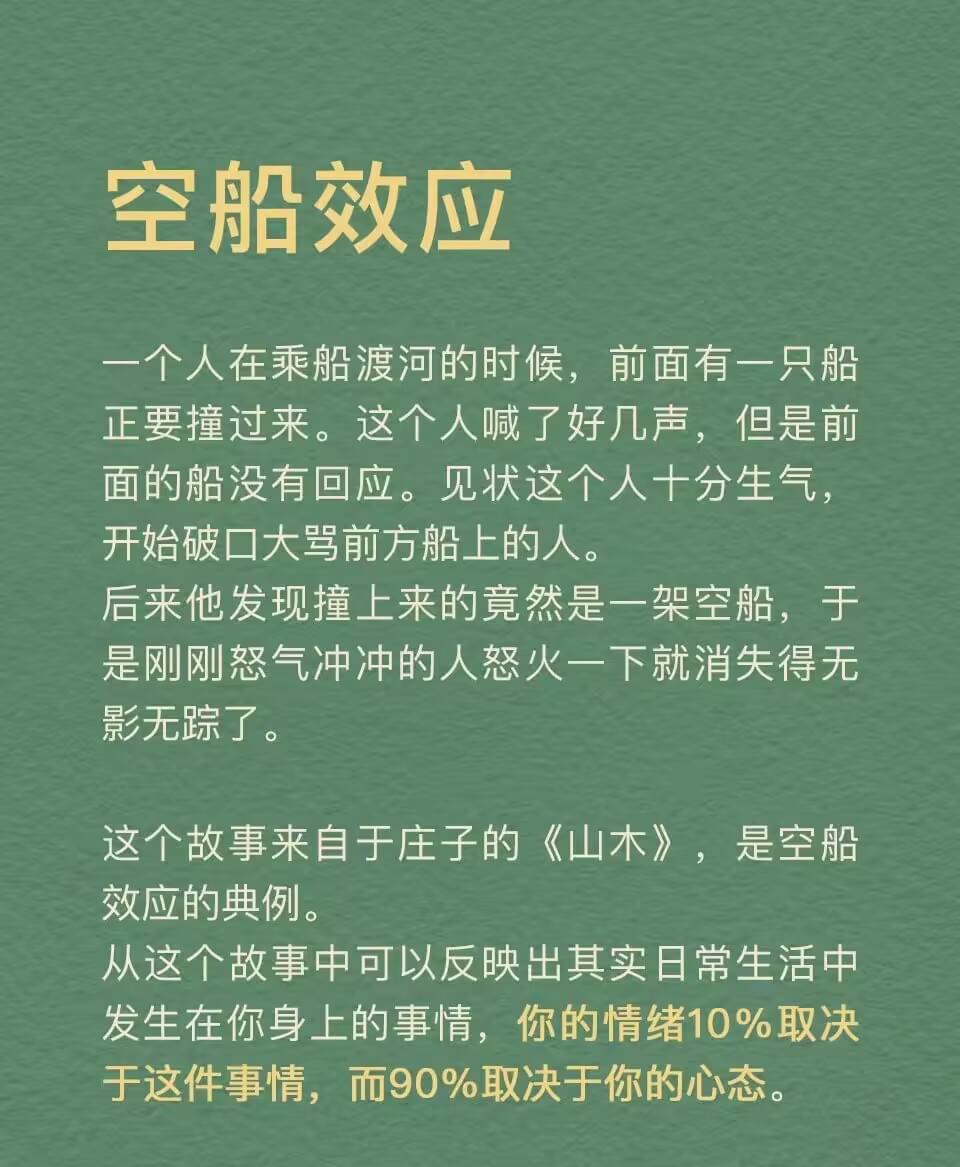 空船效应
一个人在乘船渡河的时候，前面有一只船
正要撞过来。这个人喊了好几声，但是前
面的船没有回应。见状这个人十分生气，
开始破口大骂前方船上的人。
后来他发现撞上来的竟然是一架空船，于
是刚刚怒气冲冲的人怒火一下就消失得无
影无踪了。
这个故事来自于庄子的《山木》，是空船
效应的典例。
从这个故事中可以反映出其实日常生活中
发生在你身上的事情，你的情绪10%取决
于这件事情，而90%取决于你的心态。